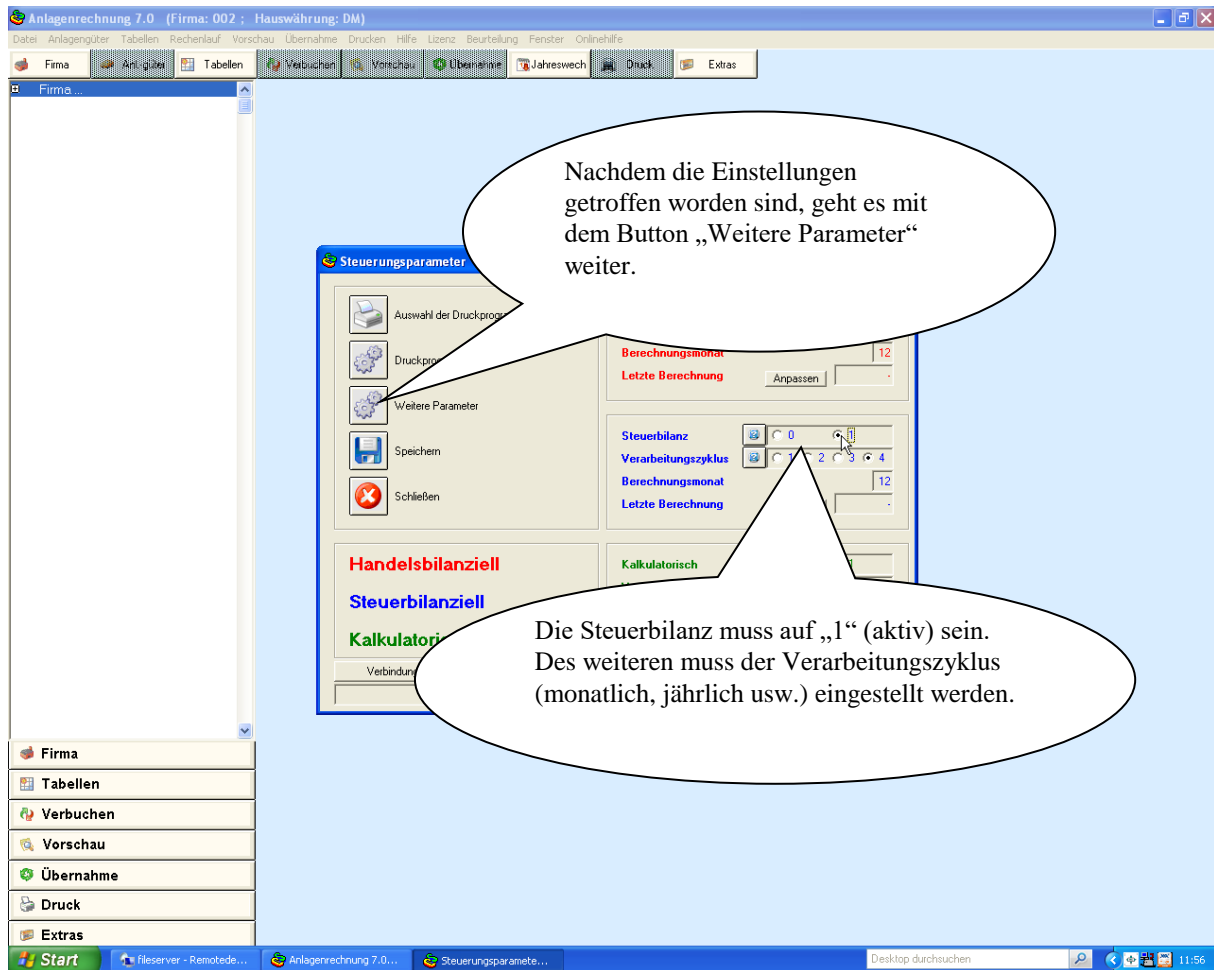 Anlagenrechnung 7.0 (Firma: 002 ; Hauswährung: DM)
Datei Anlagengüter Tabellen Rechenlauf Vorschau Übernahme Drucken Hilfe Lizenz Beurteilung Fenster Onlinehilfe
Firma Anl.-güter Tabellen Verbuchen Vorschau Übernahme Jahreswech Druck Extras
Firma...
Nachdem die Einstellungen
getroffen worden sind, geht es mit
dem Button „Weitere Parameter“
weiter.
Steuerungsparameter
Auswahl der Druckprogr
Druckpro
Weitere Parameter
Speichern
Schließen
Berechnungsmonat 12
Letzte Berechnung Anpassen .
Steuerbilanz 0 1
Verarbeitungszyklus 1 2 3 4
Berechnungsmonat 12
Letzte Berechnung .
Handelsbilanziell
Steuerbilanziell
Kalkulatori
Kalkulatorisch
Verbindun
Die Steuerbilanz muss auf „1“ (aktiv) sein.
Des weiteren muss der Verarbeitungszyklus
(monatlich, jährlich usw.) eingestellt werden.
Firma
Tabellen
Verbuchen
Vorschau
Übernahme
Druck
Extras
Start fileserver - Remotede... Anlagenrechnung 7.0... Steuerungsparamete... Desktop durchsuchen 11:56